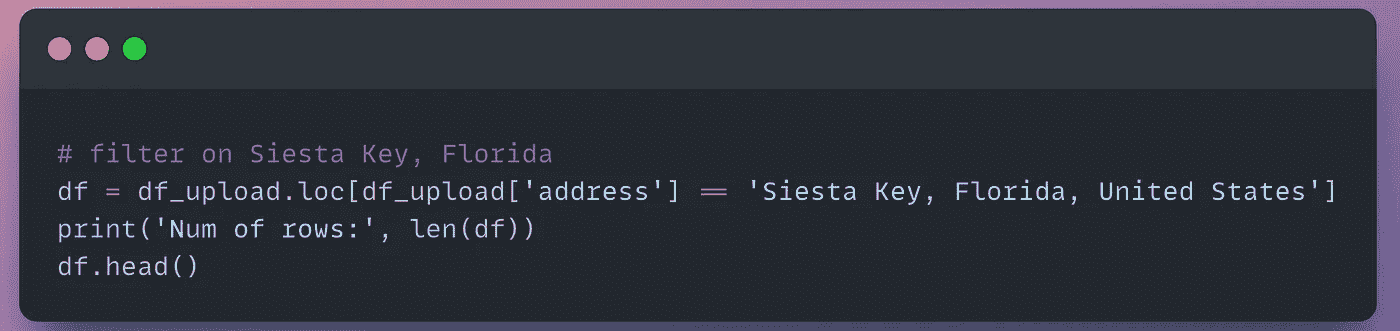 # filter on Siesta Key, Florida
df = df_upload.loc[df_upload['address'] == 'Siesta Key, Florida, United States']
print('Num of rows:', len(df))
df.head()